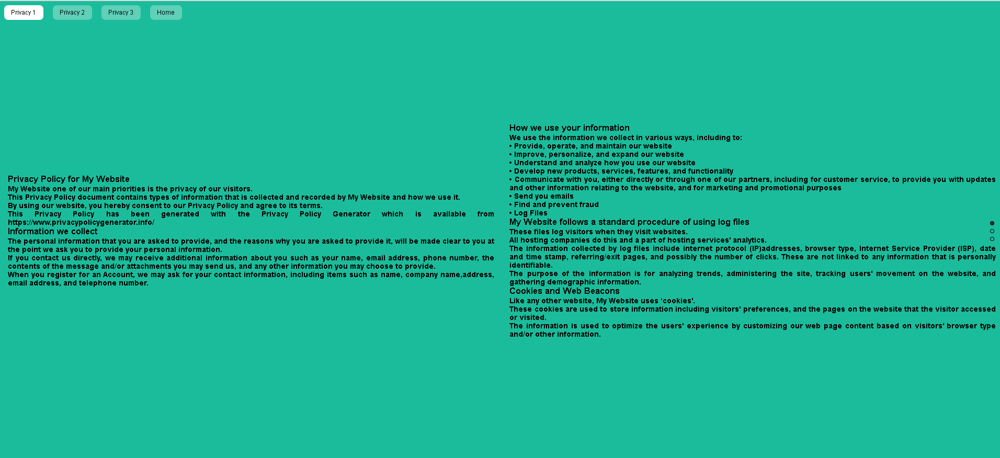 Privacy 1
Privacy 2
Privacy 3
Home
Privacy Policy for My Website
My Website one of our main priorities is the privacy of our visitors.
This Privacy Policy document contains types of information that is collected and recorded by My Website and how we use it.
By using our website, you hereby consent to our Privacy Policy and agree to its terms.
This Privacy Policy has been generated with the Privacy Policy Generator which is available from
https://www.privacypolicygenerator.info/
Information we collect
The personal information that you are asked to provide, and the reasons why you are asked to provide it, will be made clear to you at
the point we ask you to provide your personal information.
If you contact us directly, we may receive additional information about you such as your name, email address, phone number, the
contents of the message and/or attachments you may send us, and any other information you may choose to provide.
When you register for an Account, we may ask for your contact information, including items such as name, company name,address,
email address, and telephone number.
How we use your information
We use the information we collect in various ways, including to:
• Provide, operate, and maintain our website
• Improve, personalize, and expand our website
• Understand and analyze how you use our website
• Develop new products, services, features, and functionality
• Communicate with you, either directly or through one of our partners, including for customer service, to provide you with updates
and other information relating to the website, and for marketing and promotional purposes
• Send you emails
• Find and prevent fraud
• Log Files
My Website follows a standard procedure of using log files
These files log visitors when they visit websites.
All hosting companies do this and a part of hosting services' analytics.
The information collected by log files include internet protocol (IP)addresses, browser type, Internet Service Provider (ISP), date
and time stamp, referring/exit pages, and possibly the number of clicks. These are not linked to any information that is personally
identifiable.
The purpose of the information is for analyzing trends, administering the site, tracking users' movement on the website, and
gathering demographic information.
Cookies and Web Beacons
Like any other website, My Website uses ‘cookies'.
These cookies are used to store information including visitors' preferences, and the pages on the website that the visitor accessed
or visited.
The information is used to optimize the users' experience by customizing our web page content based on visitors' browser type
and/or other information.